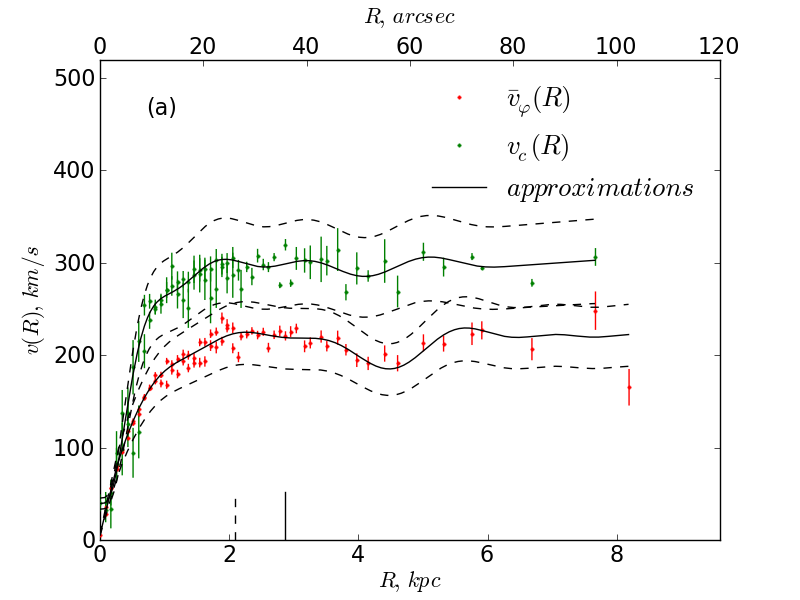 R, arcsec
0 20 40 60 80 100 120
(a)
v̄φ(R)
vc(R)
approximations
500
400
300
200
100
0
v(R), km/s
0 2 4 6 8
R, kpc